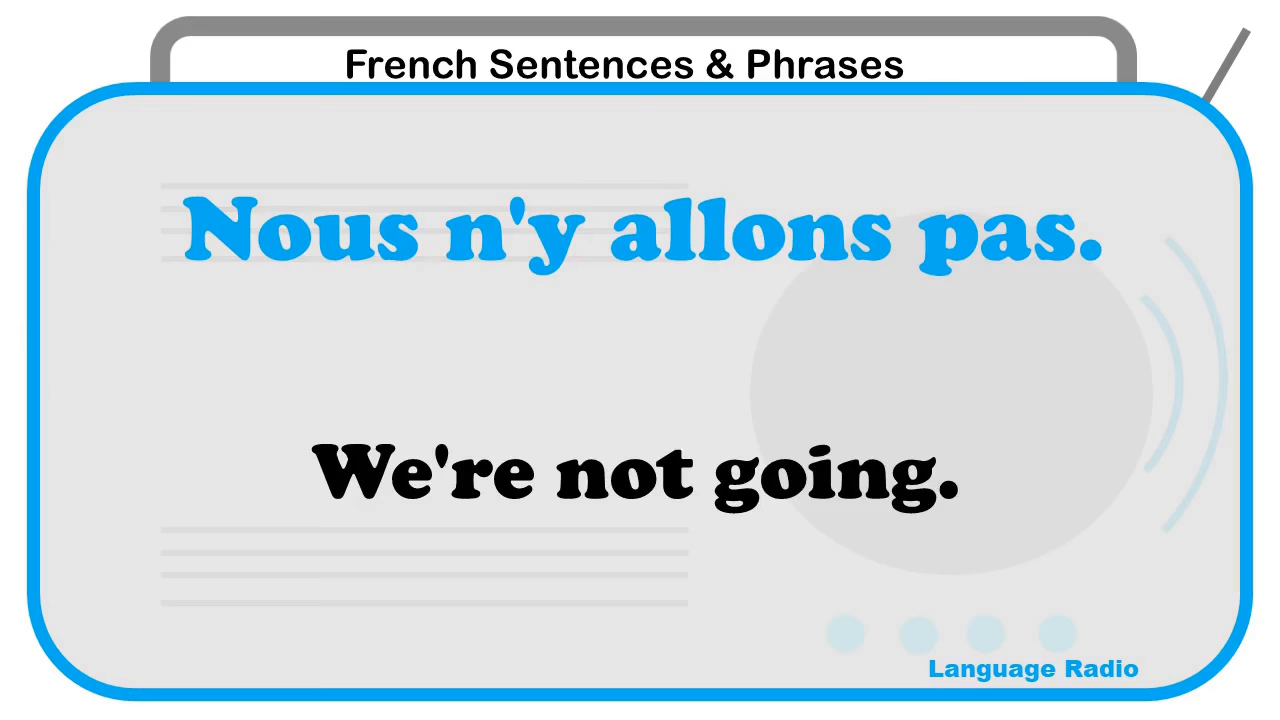 French Sentences & Phrases
Nous n'y allons pas.
We're not going.
Language Radio